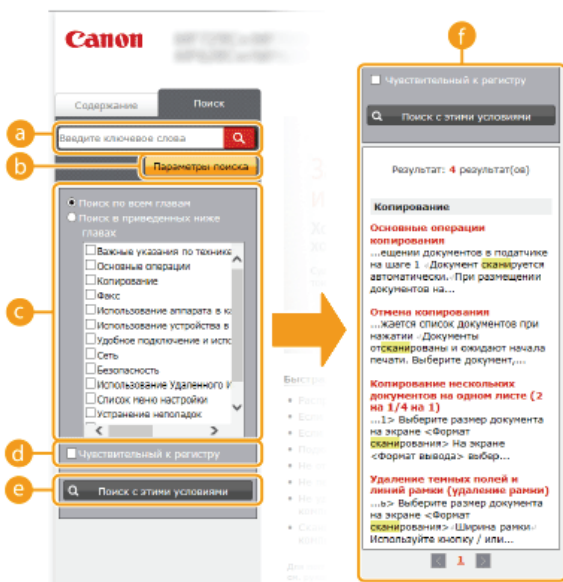 Canon
Содержание
Поиск
a
Введите ключевое слова
b
Параметры поиска
Поиск по всем главам
Поиск в приведенных ниже
главах
c
Важные указания по технике
Основные операции
Копирование
Факс
Использование аппарата в ка
Использование устройства в
Удобное подключение и испо
Сеть
Безопасность
Использование Удаленного И
Список меню настройки
Устранение неполадок
d
Чувствительный к регистру
e
Поиск с этими условиями
f
Чувствительный к регистру
Поиск с этими условиями
Результат: 4 результат(ов)
Копирование
Основные операции
копирования
...ещении документов в податчике
на шаге 1 Документ сканируется
автоматически. При размещении
документов на...
Отмена копирования
...жается список документов при
нажатии Документы
отсканированы и ожидают начала
печати. Выберите документ,...
Копирование нескольких
документов на одном листе (2
на 1/4 на 1)
...1> Выберите размер документа
на экране <Формат
сканирования> На экране
<Формат вывода> выбер...
Удаление темных полей и
линий рамки (удаление рамки)
...ь> Выберите размер документа
на экране <Формат
сканирования> Ширина рамки
Используйте кнопку / или...
1